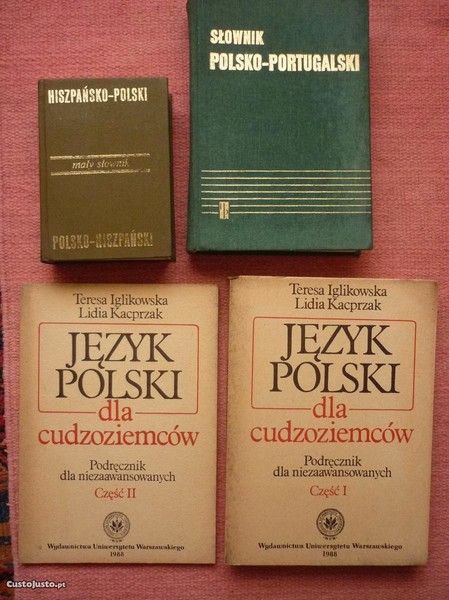 HISZPAŃSKO-POLSKI
mały słownik
POLSKO-HISZPAŃSKI
SŁOWNIK
POLSKO-PORTUGALSKI
Teresa Iglikowska
Lidia Kacprzak
JĘZYK
POLSKI
dla
cudzoziemców
Podręcznik
dla niezaawansowanych
Część II
Wydawnictwa Uniwersytetu Warszawskiego
1988
Teresa Iglikowska
Lidia Kacprzak
JĘZYK
POLSKI
dla
cudzoziemców
Podręcznik
dla niezaawansowanych
Część I
Wydawnictwa Uniwersytetu Warszawskiego
1988
CustoJusto.pt